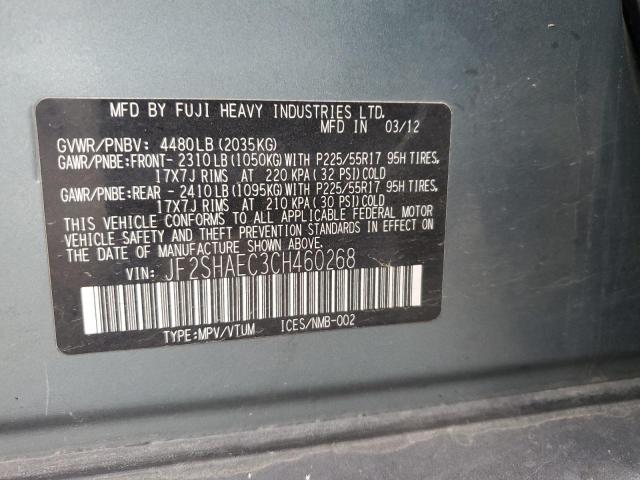 MFD BY FUJI HEAVY INDUSTRIES LTD.
MFD IN 03/12
GVWR/PNBV: 4480LB(2035KG)
GAWR/PNBE:FRONT- 2310LB(1050KG)WITH P225/55R17 95H TIRES,
17X7J RIMS AT 220 KPA(32 PSI)COLD
GAWR/PNBE:REAR - 2410LB(1095KG)WITH P225/55R17 95H TIRES,
17X7J RIMS AT 210 KPA(30 PSI)COLD
THIS VEHICLE CONFORMS TO ALL APPLICABLE FEDERAL MOTOR
VEHICLE SAFETY AND THEFT PREVENTION STANDARDS IN EFFECT ON
THE DATE OF MANUFACTURE SHOWN ABOVE.
VIN: JF2SHAEC3CH460268
TYPE:MPV/VTUM ICES/NMB-002